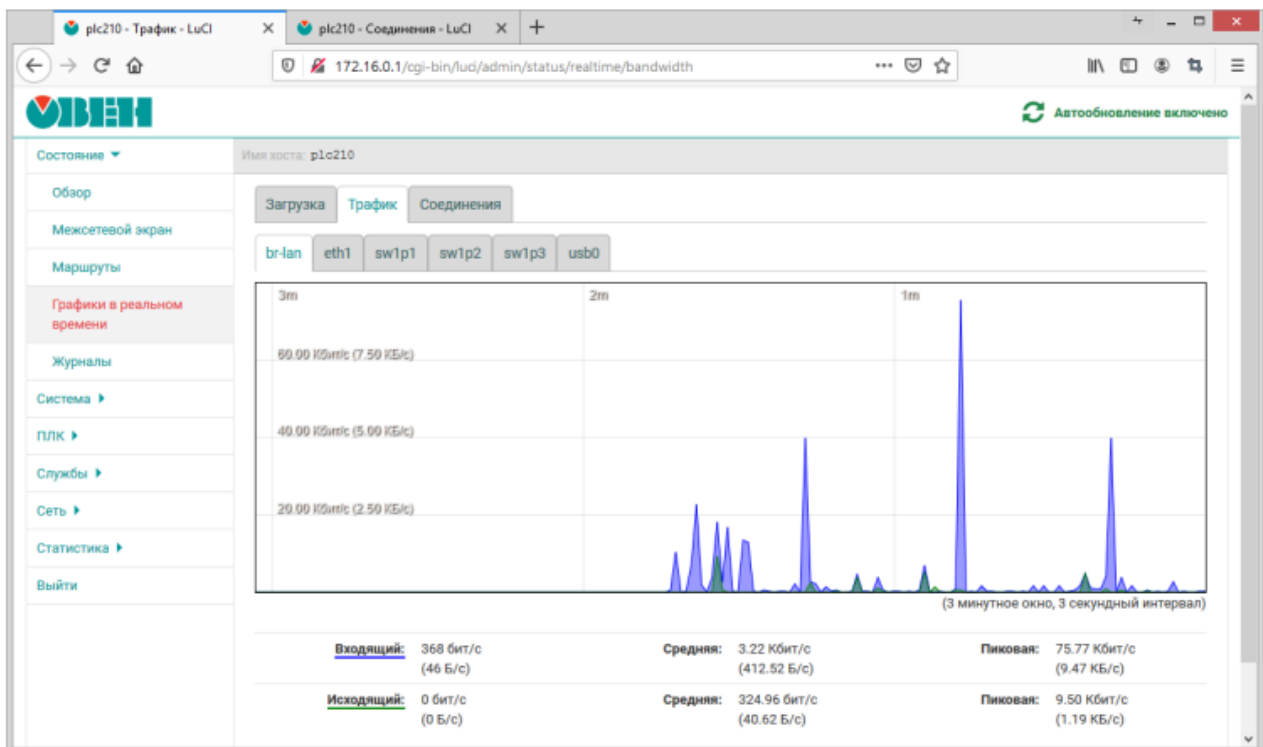 plc210 - Трафик - LuCI
plc210 - Соединения - LuCI
172.16.0.1/cgi-bin/luci/admin/status/realtime/bandwidth
ОВЕН
Автообновление включено
Состояние
Имя хоста: plc210
Обзор
Межсетевой экран
Маршруты
Графики в реальном
времени
Журналы
Система
ПЛК
Службы
Сеть
Статистика
Выйти
Загрузка Трафик Соединения
br-lan eth1 sw1p1 sw1p2 sw1p3 usb0
3m 2m 1m
60.00 Кбит/с (7.50 КБ/с)
40.00 Кбит/с (5.00 КБ/с)
20.00 Кбит/с (2.50 КБ/с)
(3 минутное окно, 3 секундный интервал)
Входящий: 368 бит/с Средняя: 3.22 Кбит/с Пиковая: 75.77 Кбит/с
(46 Б/с) (412.52 Б/с) (9.47 КБ/с)
Исходящий: 0 бит/с Средняя: 324.96 бит/с Пиковая: 9.50 Кбит/с
(0 Б/с) (40.62 Б/с) (1.19 КБ/с)